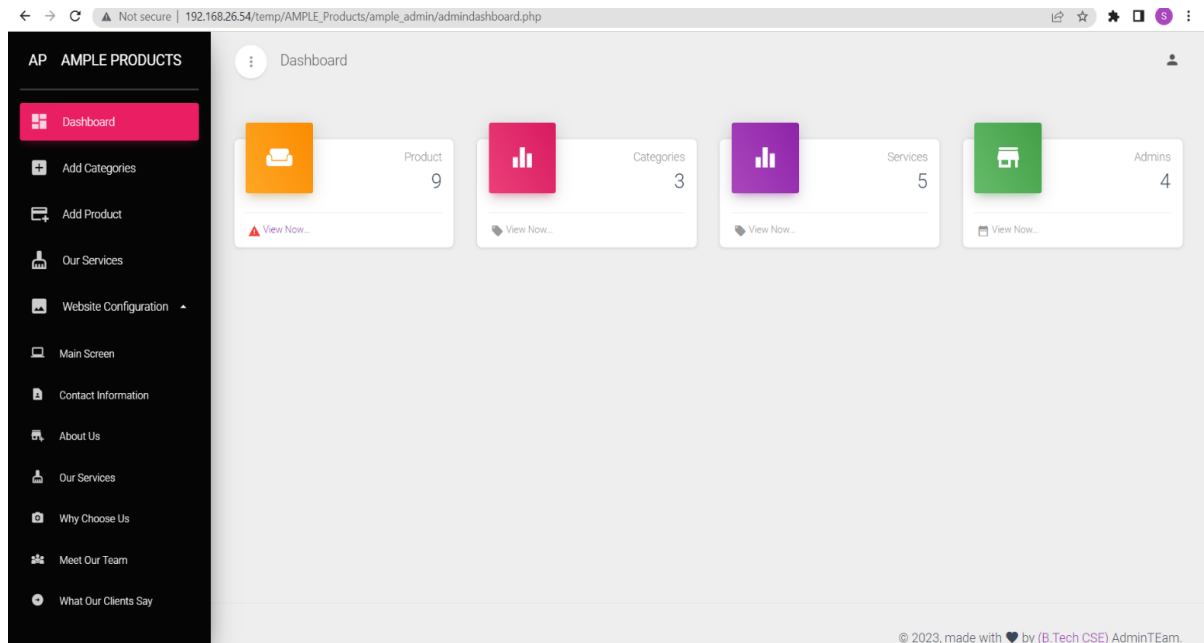 Not secure | 192.168.26.54/temp/AMPLE_Products/ample_admin/admindashboard.php
S
AP AMPLE PRODUCTS
Dashboard
Add Categories
Add Product
Our Services
Website Configuration
Main Screen
Contact Information
About Us
Our Services
Why Choose Us
Meet Our Team
What Our Clients Say
Dashboard
Product
9
View Now...
Categories
3
View Now...
Services
5
View Now...
Admins
4
View Now...
© 2023, made with ♥ by (B.Tech CSE) AdminTEam.